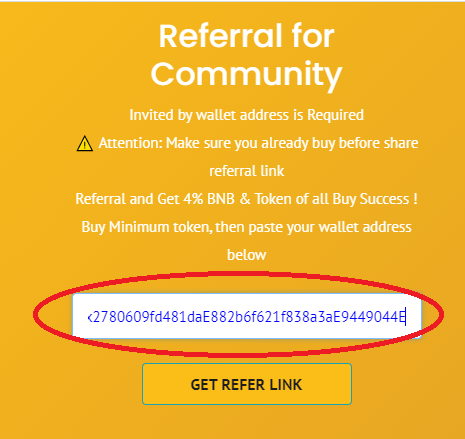 Referral for
Community
Invited by wallet address is Required
⚠ Attention: Make sure you already buy before share
referral link
Referral and Get 4% BNB & Token of all Buy Success !
Buy Minimum token, then paste your wallet address
below
x2780609fd481daE882b6f621f838a3aE9449044E
GET REFER LINK